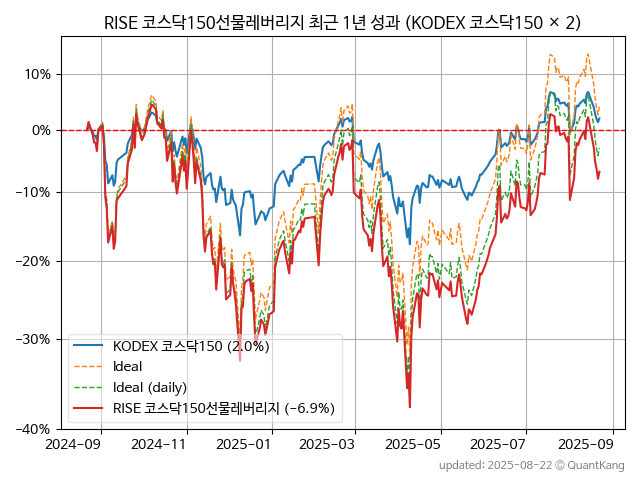 RISE 코스닥150선물레버리지 최근 1년 성과 (KODEX 코스닥150 × 2)
10%
0%
−10%
−20%
−30%
−40%
KODEX 코스닥150 (2.0%)
Ideal
Ideal (daily)
RISE 코스닥150선물레버리지 (−6.9%)
2024-09 2024-11 2025-01 2025-03 2025-05 2025-07 2025-09
updated: 2025-08-22 © QuantKang